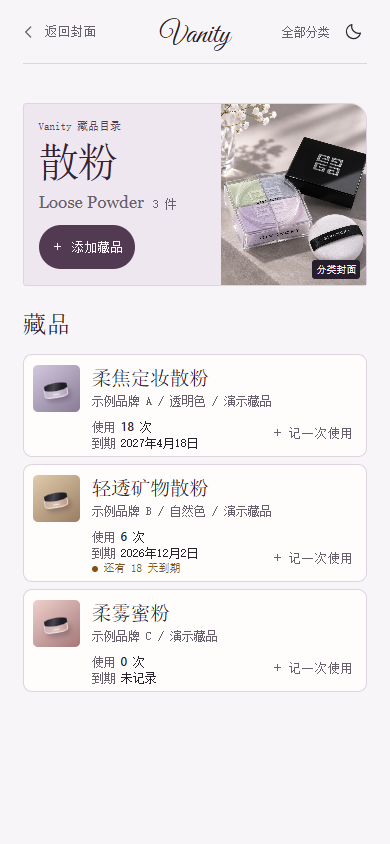 返回封面
Vanity
全部分类
Vanity 藏品目录
散粉
Loose Powder 3 件
+ 添加藏品
分类封面
藏品
柔焦定妆散粉
示例品牌 A / 透明色 / 演示藏品
使用 18 次
到期 2027年4月18日
+ 记一次使用
轻透矿物散粉
示例品牌 B / 自然色 / 演示藏品
使用 6 次
到期 2026年12月2日
还有 18 天到期
+ 记一次使用
柔雾蜜粉
示例品牌 C / 演示藏品
使用 0 次
到期 未记录
+ 记一次使用